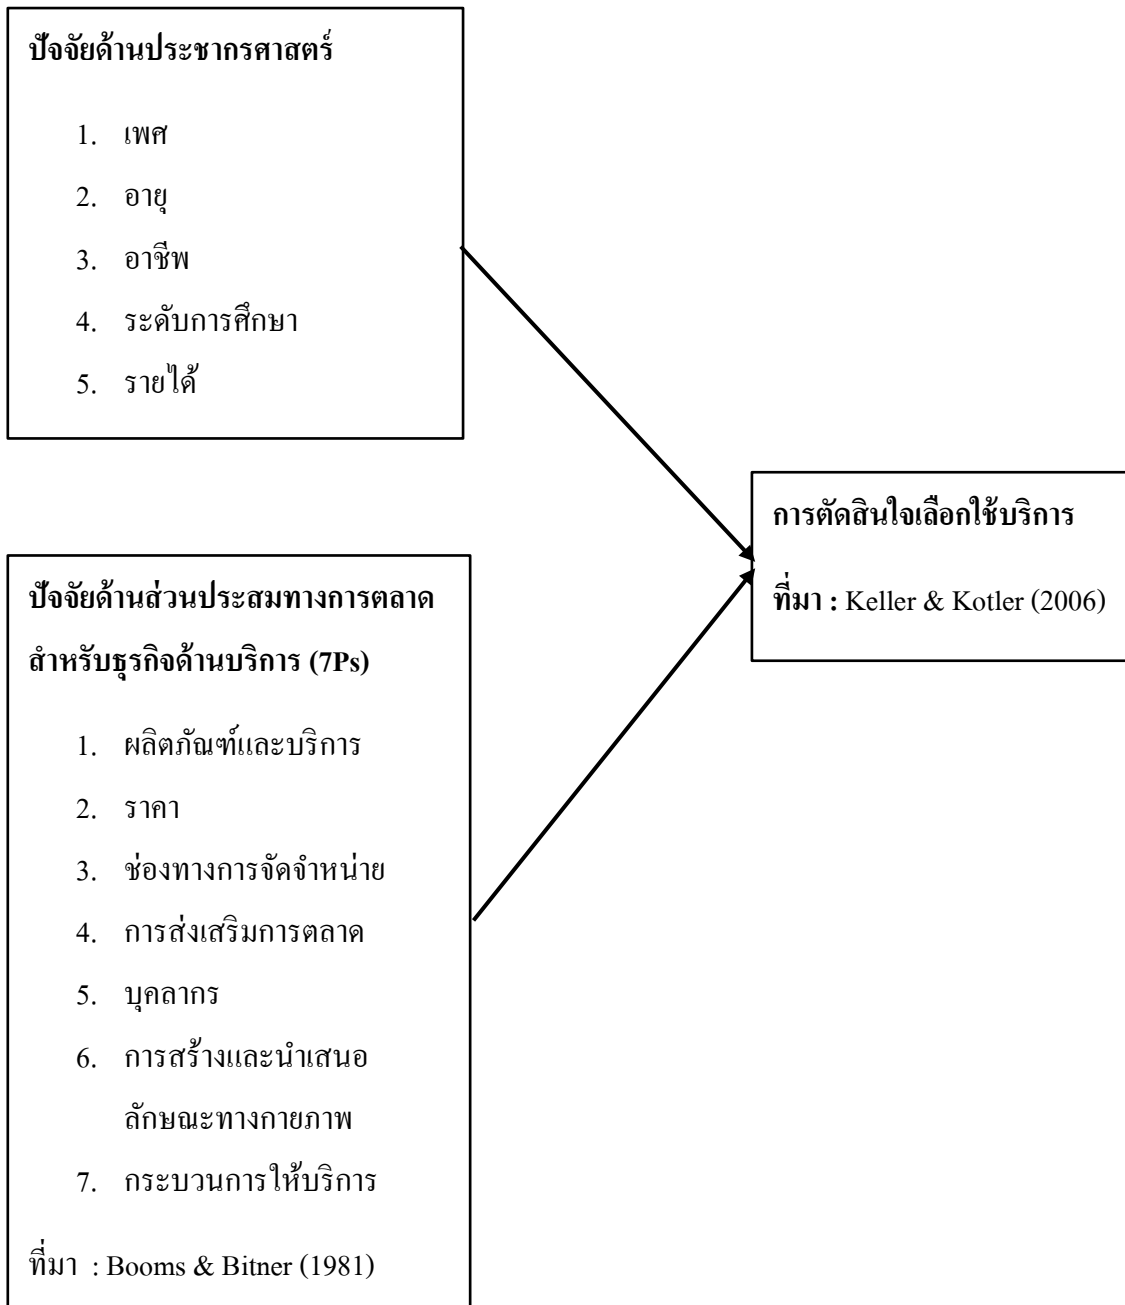 ปัจจัยด้านประชากรศาสตร์
1. เพศ
2. อายุ
3. อาชีพ
4. ระดับการศึกษา
5. รายได้
ปัจจัยด้านส่วนประสมทางการตลาด
สำหรับธุรกิจด้านบริการ (7Ps)
1. ผลิตภัณฑ์และบริการ
2. ราคา
3. ช่องทางการจัดจำหน่าย
4. การส่งเสริมการตลาด
5. บุคลากร
6. การสร้างและนำเสนอ
ลักษณะทางกายภาพ
7. กระบวนการให้บริการ
ที่มา : Booms & Bitner (1981)
การตัดสินใจเลือกใช้บริการ
ที่มา : Keller & Kotler (2006)